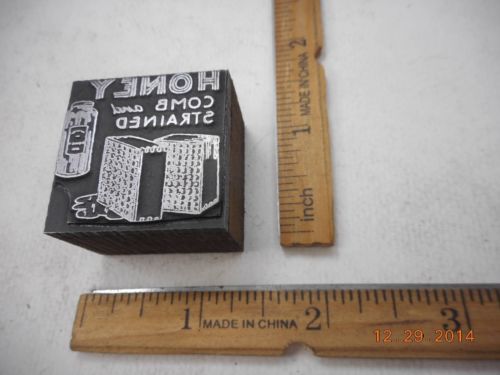 HONEY
COMB and
STRAINED
2
MADE IN CHINA
1
inch
1 MADE IN CHINA 2 3
12.29.2014